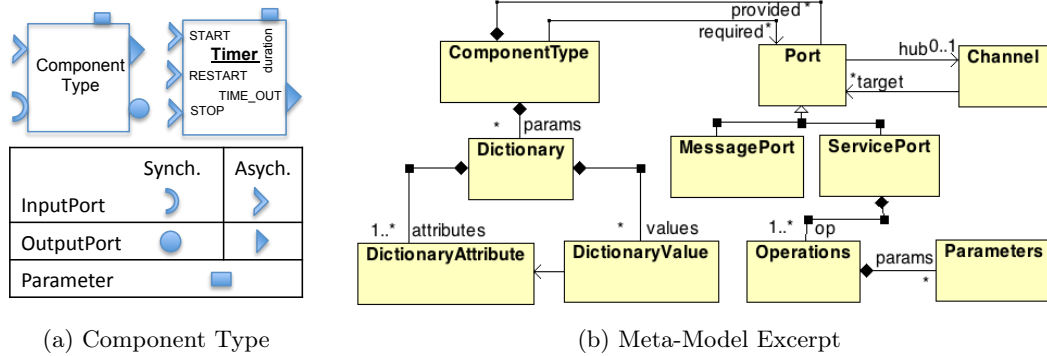 Component
Type
START
RESTART
STOP
Timer
duration
TIME_OUT
Synch. Asych.
InputPort
OutputPort
Parameter
(a) Component Type
provided *
required *
ComponentType
Port
hub 0..1
*target
Channel
* params
Dictionary
MessagePort
ServicePort
1..* attributes
* values
1..* op
DictionaryAttribute
DictionaryValue
Operations
params
*
Parameters
(b) Meta-Model Excerpt